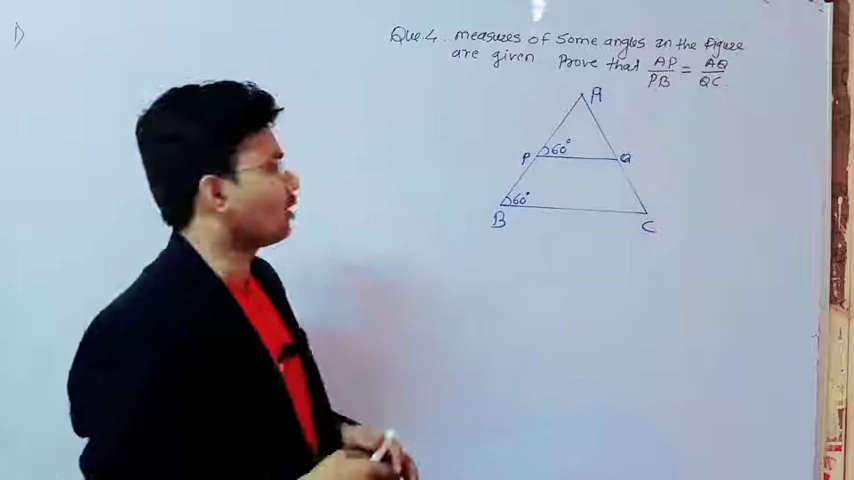 1)
Que.4. measures of some angles in the figure
are given Prove that AP/PB = AQ/QC.
A
P 60° Q
B 60° C